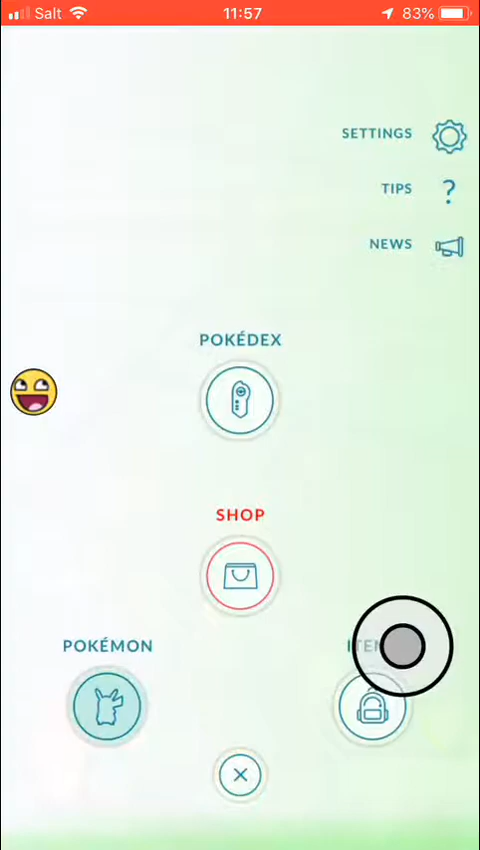 Salt 11:57 83%
SETTINGS
TIPS
?
NEWS
POKÉDEX
SHOP
POKÉMON